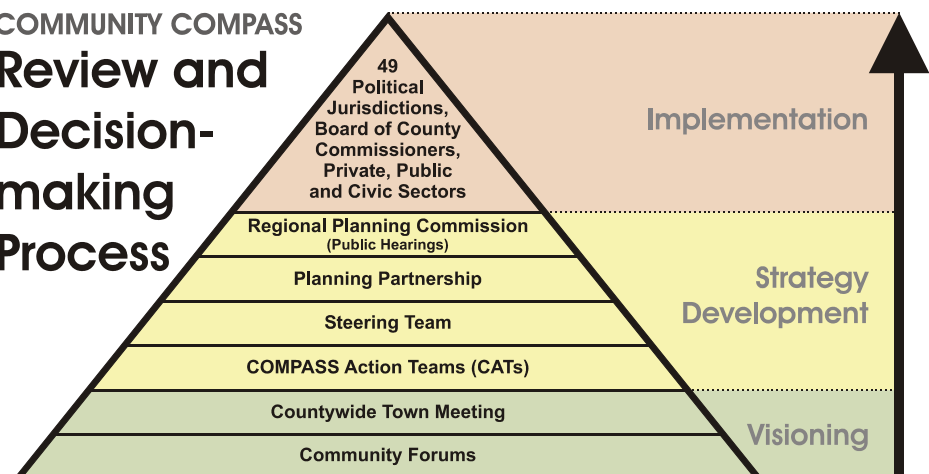 COMMUNITY COMPASS
Review and
Decision-
making
Process
49
Political
Jurisdictions,
Board of County
Commissioners,
Private, Public
and Civic Sectors
Implementation
Regional Planning Commission
(Public Hearings)
Planning Partnership
Steering Team
COMPASS Action Teams (CATs)
Strategy
Development
Countywide Town Meeting
Community Forums
Visioning